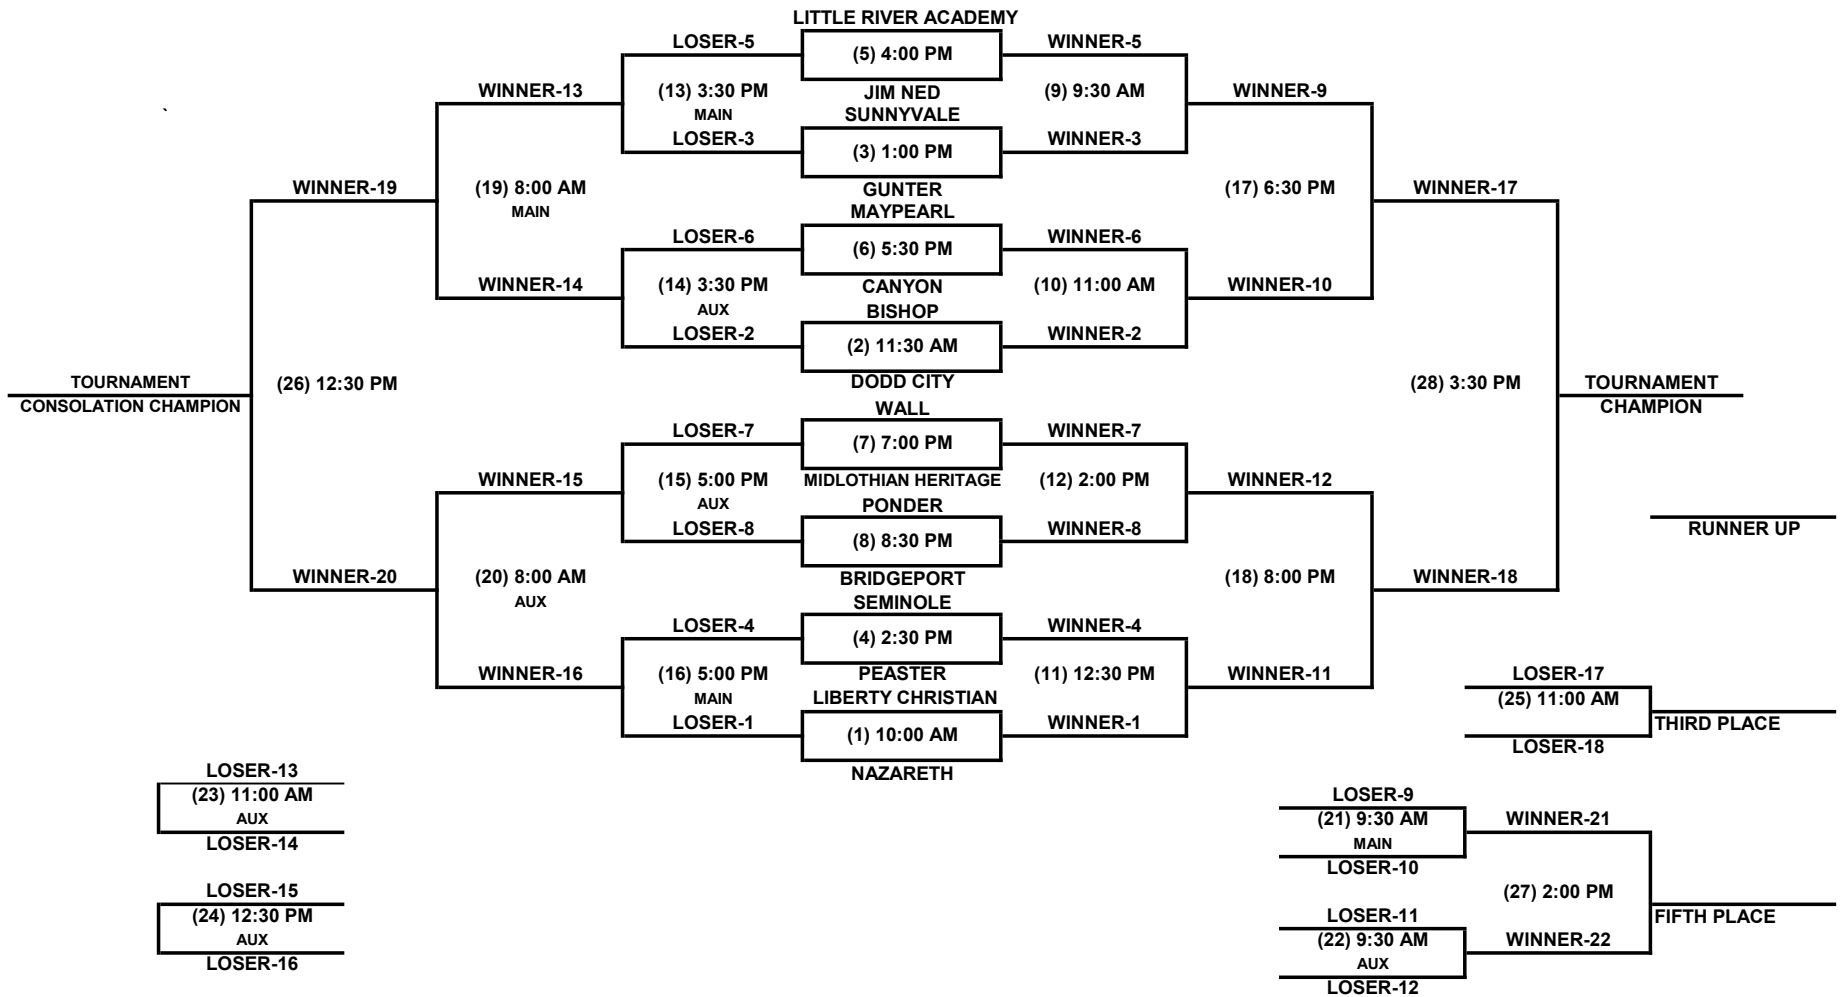 LITTLE RIVER ACADEMY
LOSER-5
(5) 4:00 PM
WINNER-5
WINNER-13
(13) 3:30 PM
JIM NED
(9) 9:30 AM
WINNER-9
`
MAIN
SUNNYVALE
LOSER-3
(3) 1:00 PM
WINNER-3
WINNER-19
(19) 8:00 AM
GUNTER
(17) 6:30 PM
WINNER-17
MAIN
MAYPEARL
LOSER-6
(6) 5:30 PM
WINNER-6
WINNER-14
(14) 3:30 PM
CANYON
(10) 11:00 AM
WINNER-10
AUX
BISHOP
LOSER-2
(2) 11:30 AM
WINNER-2
TOURNAMENT
(26) 12:30 PM
DODD CITY
(28) 3:30 PM
TOURNAMENT
CONSOLATION CHAMPION
WALL
CHAMPION
LOSER-7
(7) 7:00 PM
WINNER-7
WINNER-15
(15) 5:00 PM
MIDLOTHIAN HERITAGE
(12) 2:00 PM
WINNER-12
AUX
PONDER
LOSER-8
(8) 8:30 PM
WINNER-8
RUNNER UP
WINNER-20
(20) 8:00 AM
BRIDGEPORT
(18) 8:00 PM
WINNER-18
AUX
SEMINOLE
LOSER-4
(4) 2:30 PM
WINNER-4
WINNER-16
(16) 5:00 PM
PEASTER
(11) 12:30 PM
WINNER-11
LOSER-17
MAIN
LIBERTY CHRISTIAN
(25) 11:00 AM
LOSER-1
(1) 10:00 AM
WINNER-1
THIRD PLACE
LOSER-18
LOSER-13
NAZARETH
(23) 11:00 AM
LOSER-9
AUX
(21) 9:30 AM
WINNER-21
LOSER-14
MAIN
LOSER-10
LOSER-15
(27) 2:00 PM
(24) 12:30 PM
LOSER-11
FIFTH PLACE
AUX
(22) 9:30 AM
WINNER-22
LOSER-16
AUX
LOSER-12